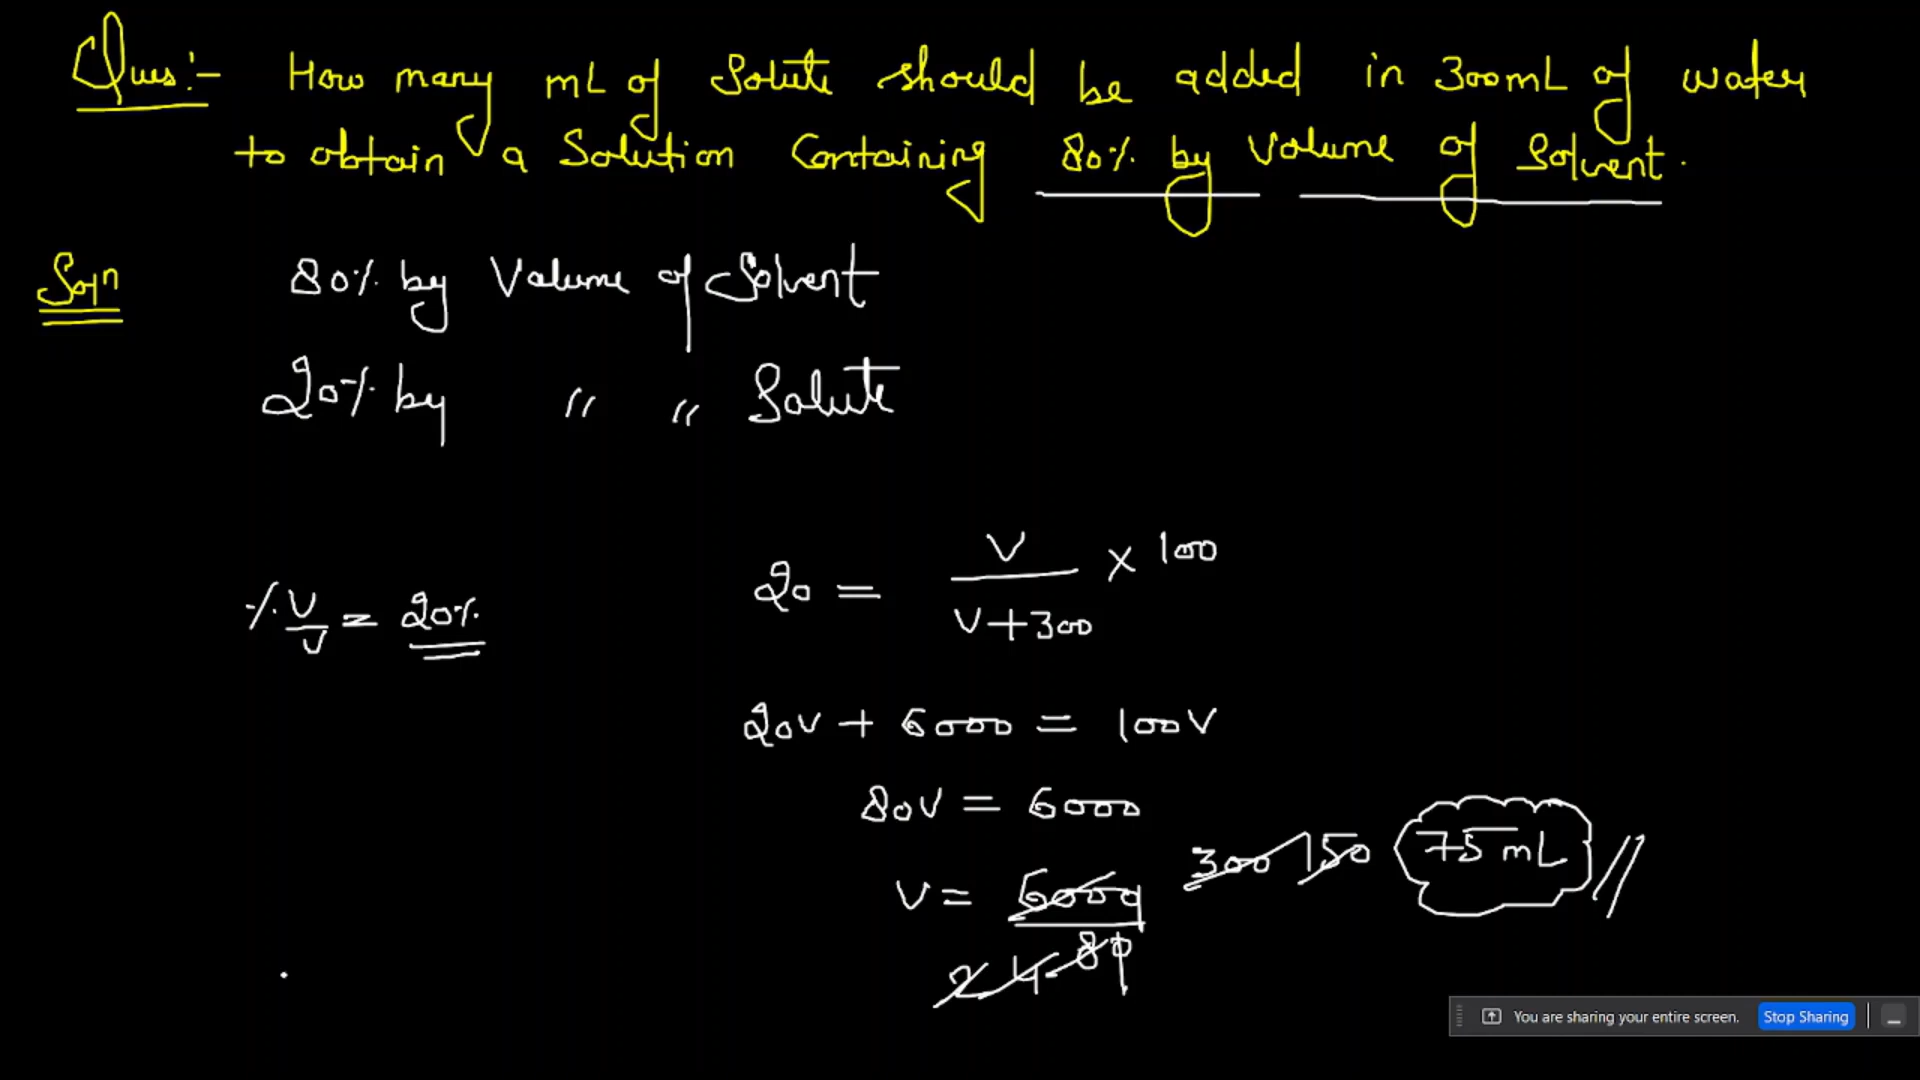 Ques:- How many mL of Solute should be added in 300mL of water
to obtain a Solution Containing 80% by Volume of Solvent.
Soln
80% by Volume of Solvent
20% by " " Solute
% V/V = 20%
20 = V/(V+300) × 100
20V + 6000 = 100V
80V = 6000
V = 6000/80 4 2 300 150 75 mL //
You are sharing your entire screen. Stop Sharing